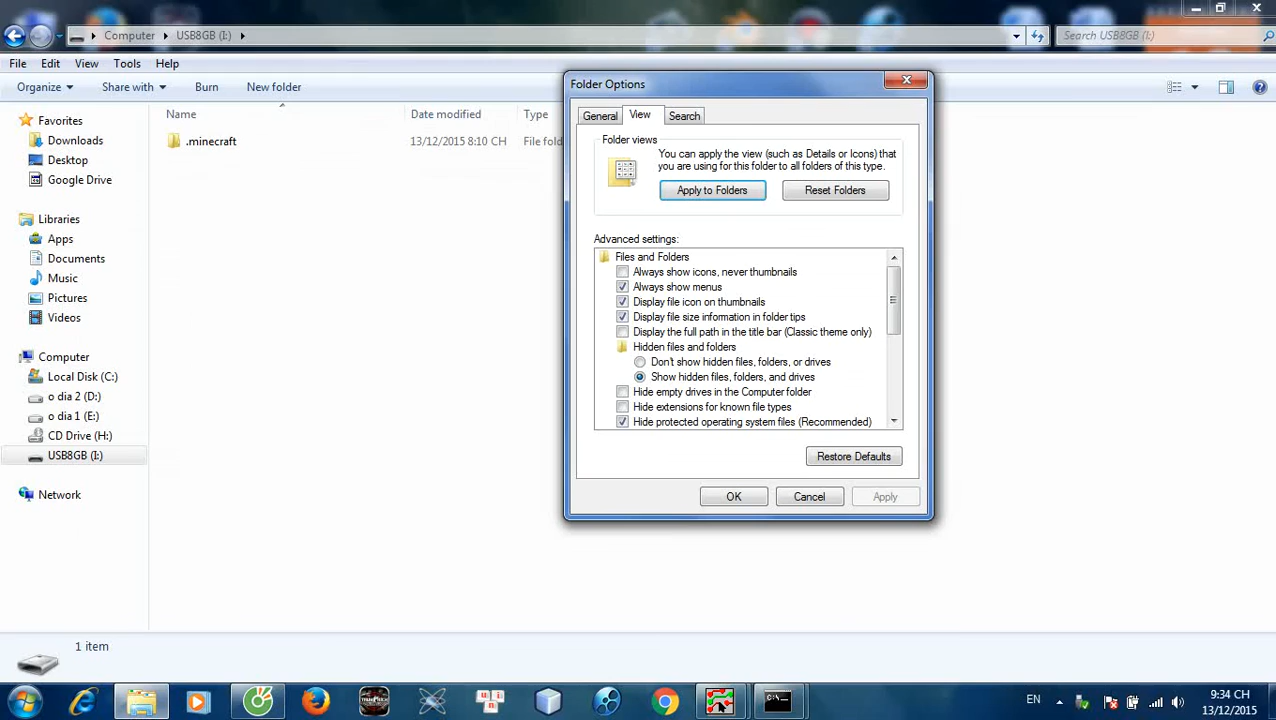 Computer
USB8GB (I:)
Search USB8GB (I:)
File
Edit
View
Tools
Help
Organize
Share with
Burn
New folder
Name
Date modified
Type
.minecraft
13/12/2015 8:10 CH
File fold
Favorites
Downloads
Desktop
Google Drive
Libraries
Apps
Documents
Music
Pictures
Videos
Computer
Local Disk (C:)
o dia 2 (D:)
o dia 1 (E:)
CD Drive (H:)
USB8GB (I:)
Network
Folder Options
General
View
Search
Folder views
You can apply the view (such as Details or Icons) that
you are using for this folder to all folders of this type.
Apply to Folders
Reset Folders
Advanced settings:
Files and Folders
Always show icons, never thumbnails
Always show menus
Display file icon on thumbnails
Display file size information in folder tips
Display the full path in the title bar (Classic theme only)
Hidden files and folders
Don't show hidden files, folders, or drives
Show hidden files, folders, and drives
Hide empty drives in the Computer folder
Hide extensions for known file types
Hide protected operating system files (Recommended)
Restore Defaults
OK
Cancel
Apply
1 item
EN
9:34 CH
13/12/2015